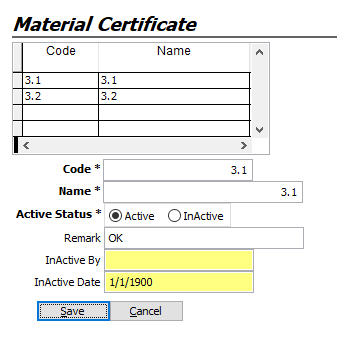 Material Certificate
Code Name
3.1 3.1
3.2 3.2
Code * 3.1
Name * 3.1
Active Status * Active InActive
Remark OK
InActive By
InActive Date 1/1/1900
Save Cancel